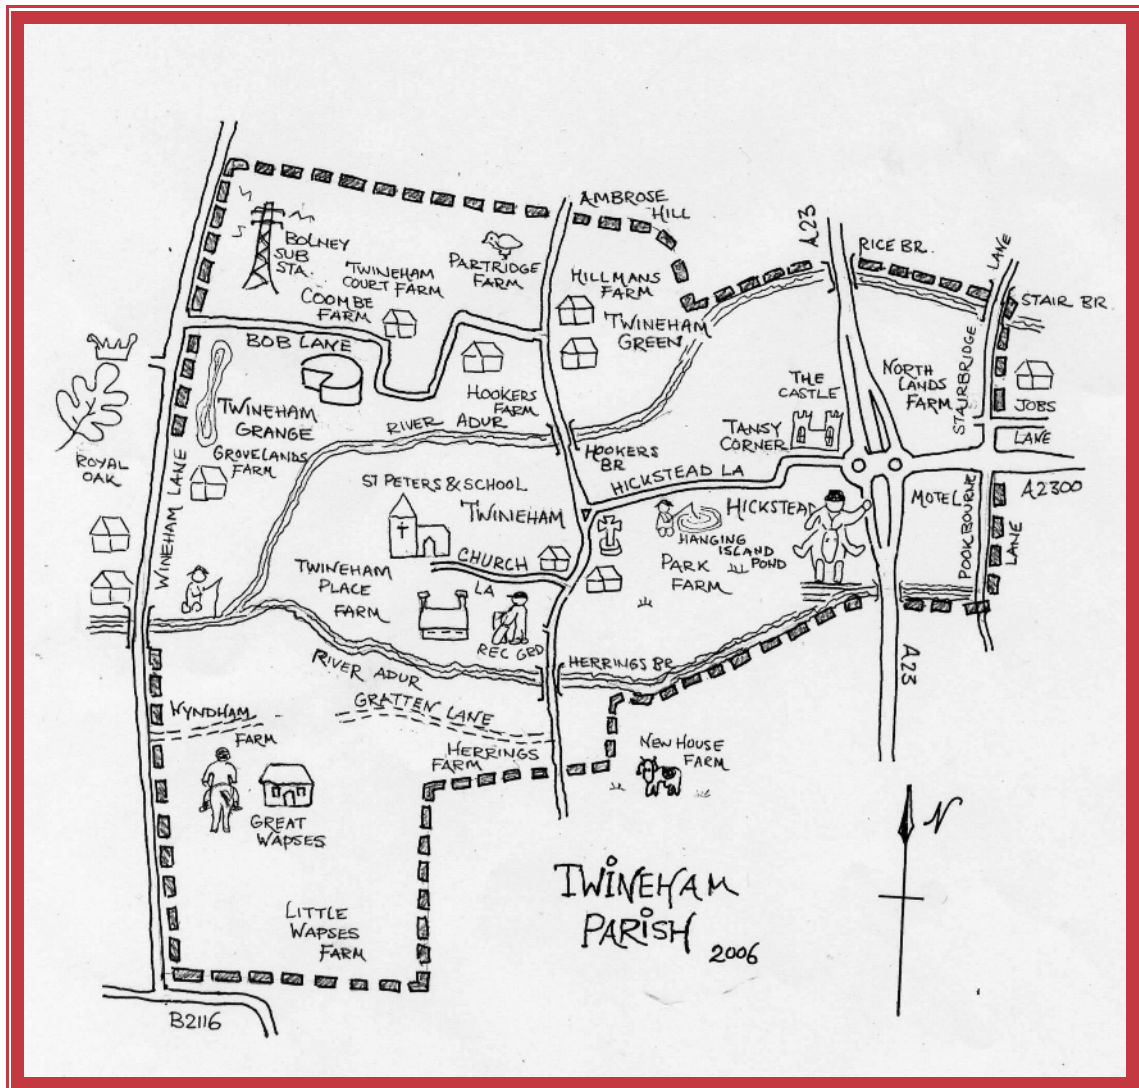 AMBROSE
HILL
A23
RICE BR.
LANE
STAIR BR.
BOLNEY
SUB
STA.
TWINEHAM
COURT FARM
PARTRIDGE
FARM
HILLMANS
FARM
COOMBE
FARM
TWINEHAM
GREEN
BOB LANE
HOOKERS
FARM
THE
CASTLE
NORTH
LANDS
FARM
STAIRBRIDGE
JOBS
LANE
TWINEHAM
GRANGE
RIVER ADUR
TANSY
CORNER
GROVELANDS
FARM
ROYAL
OAK
HOOKERS
BR
HICKSTEAD LA
ST PETERS & SCHOOL
TWINEHAM
HICKSTEAD
MOTEL
A2300
WINEHAM LANE
HANGING
ISLAND
POND
CHURCH
LA
PARK
FARM
POOKBOURNE
LANE
TWINEHAM
PLACE
FARM
REC GRD
RIVER ADUR
HERRINGS BR
A23
GRATTEN LANE
WYNDHAM
FARM
HERRINGS
FARM
NEW HOUSE
FARM
GREAT
WAPSES
N
TWINEHAM
PARISH
2006
LITTLE
WAPSES
FARM
B2116